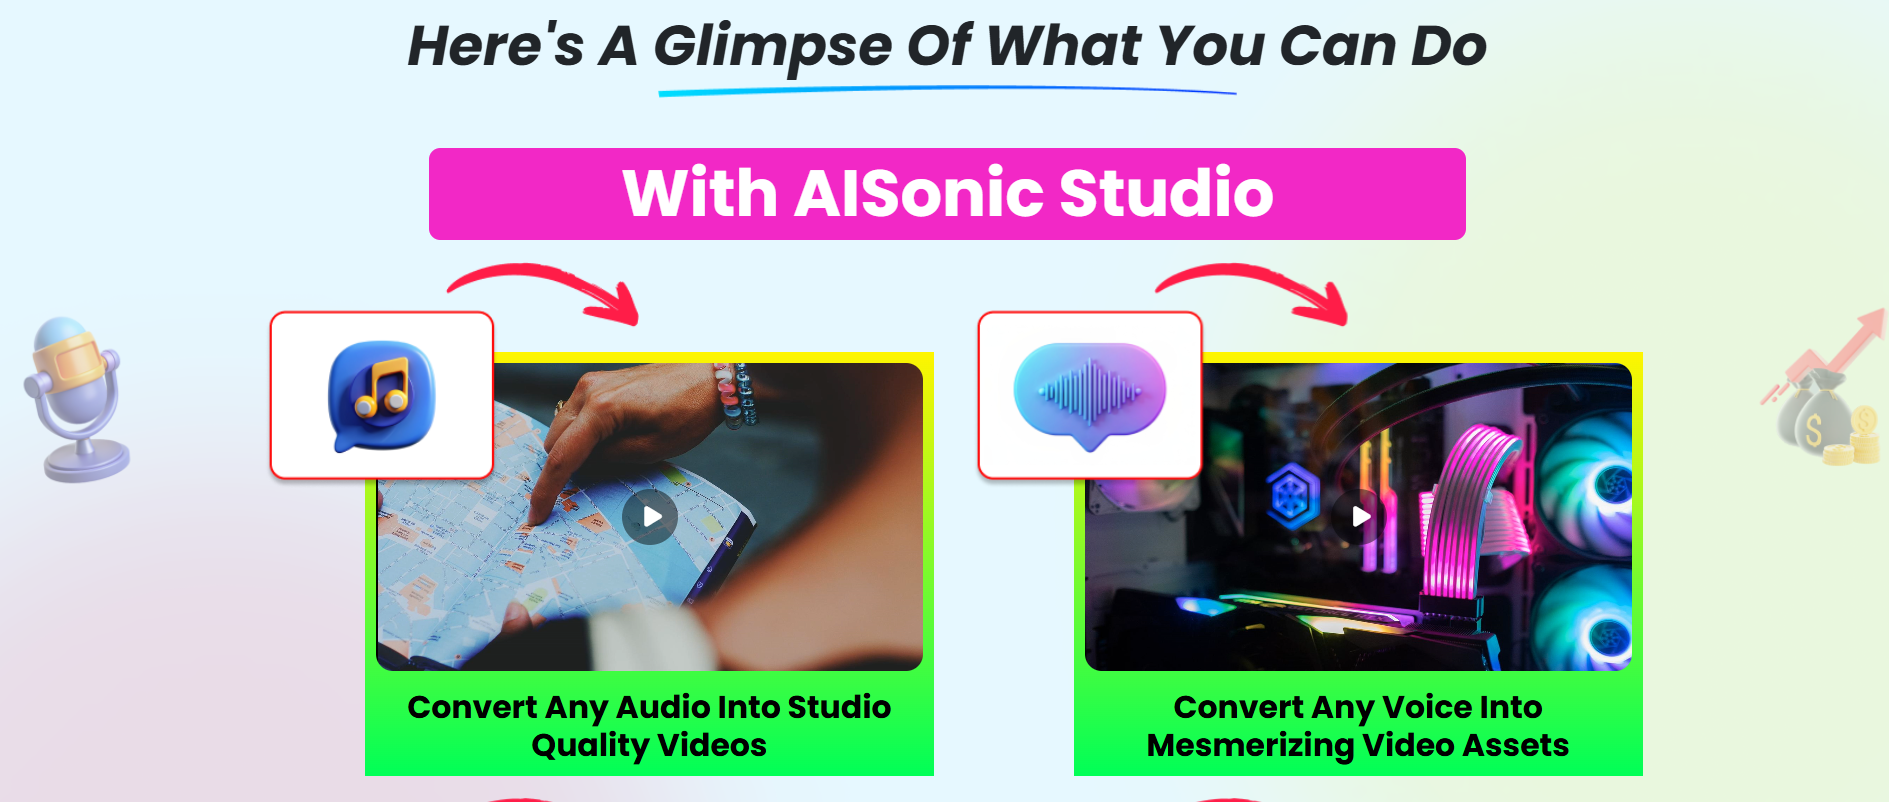 Here's A Glimpse Of What You Can Do
With AISonic Studio
Convert Any Audio Into Studio
Quality Videos
Convert Any Voice Into
Mesmerizing Video Assets